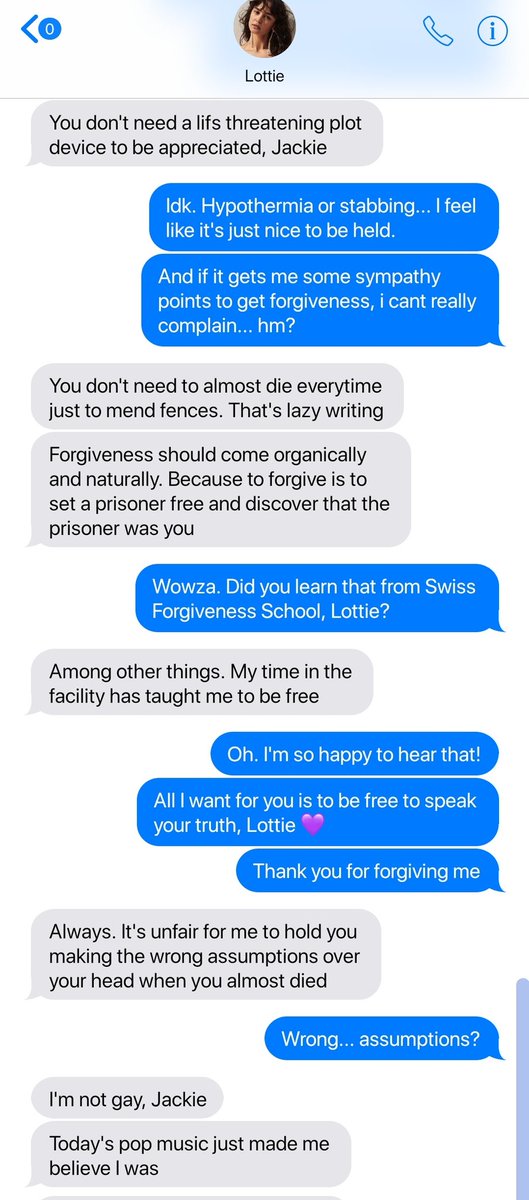 0
Lottie
You don't need a lifs threatening plot
device to be appreciated, Jackie
Idk. Hypothermia or stabbing... I feel
like it's just nice to be held.
And if it gets me some sympathy
points to get forgiveness, i cant really
complain... hm?
You don't need to almost die everytime
just to mend fences. That's lazy writing
Forgiveness should come organically
and naturally. Because to forgive is to
set a prisoner free and discover that the
prisoner was you
Wowza. Did you learn that from Swiss
Forgiveness School, Lottie?
Among other things. My time in the
facility has taught me to be free
Oh. I'm so happy to hear that!
All I want for you is to be free to speak
your truth, Lottie 💜
Thank you for forgiving me
Always. It's unfair for me to hold you
making the wrong assumptions over
your head when you almost died
Wrong... assumptions?
I'm not gay, Jackie
Today's pop music just made me
believe I was